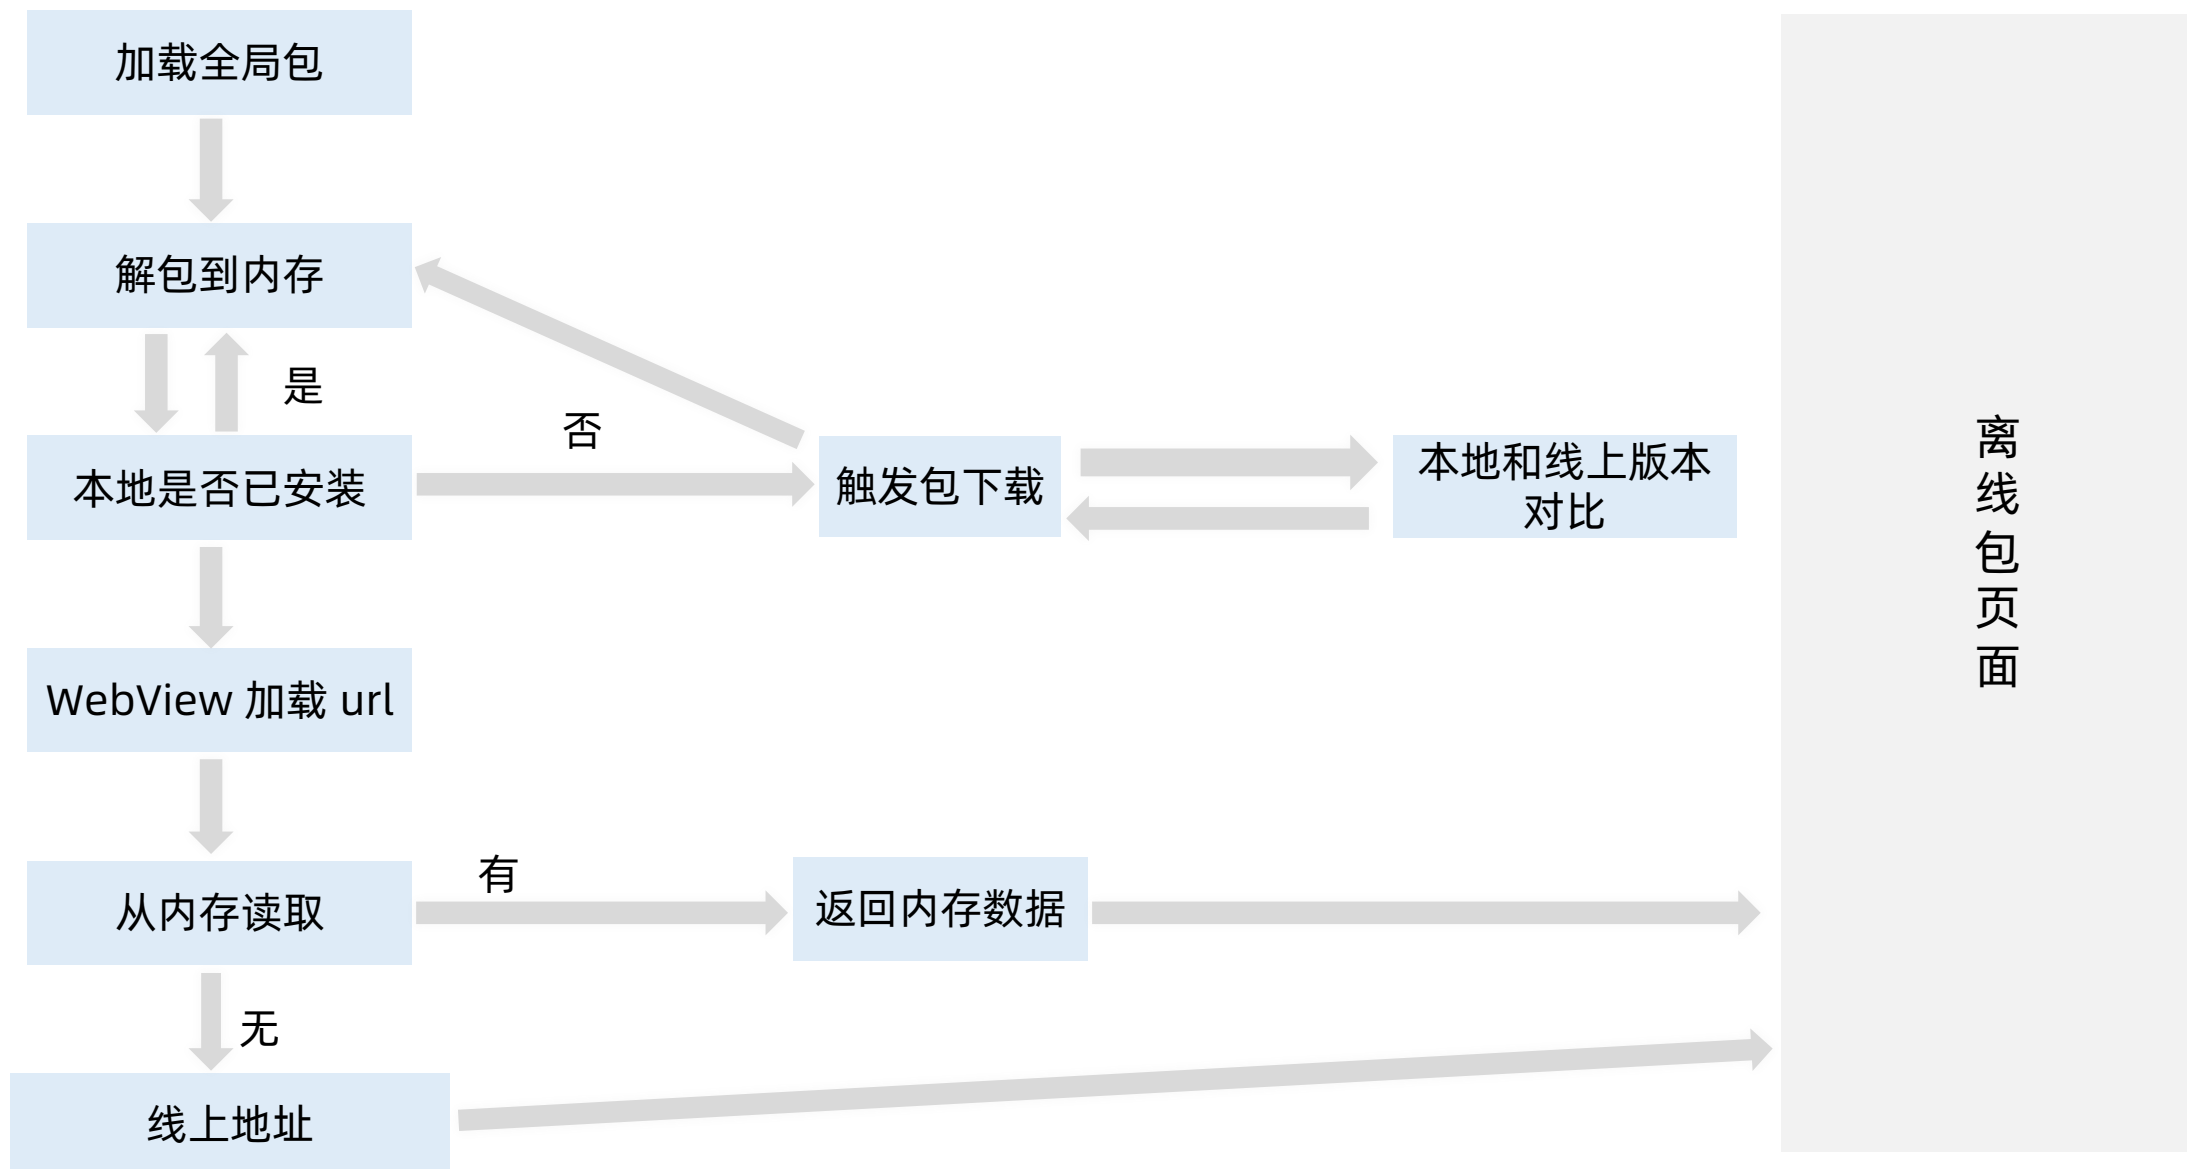 加载全局包
解包到内存
是
否
本地是否已安装
触发包下载
本地和线上版本
对比
离
线
包
页
面
WebView 加载 url
有
从内存读取
返回内存数据
无
线上地址